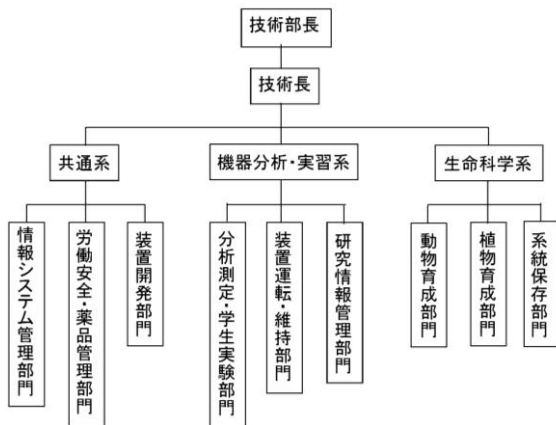 技術部長
技術長
共通系
機器分析・実習系
生命科学系
情報システム管理部門
労働安全・薬品管理部門
装置開発部門
分析測定・学生実験部門
装置運転・維持部門
研究情報管理部門
動物育成部門
植物育成部門
系統保存部門